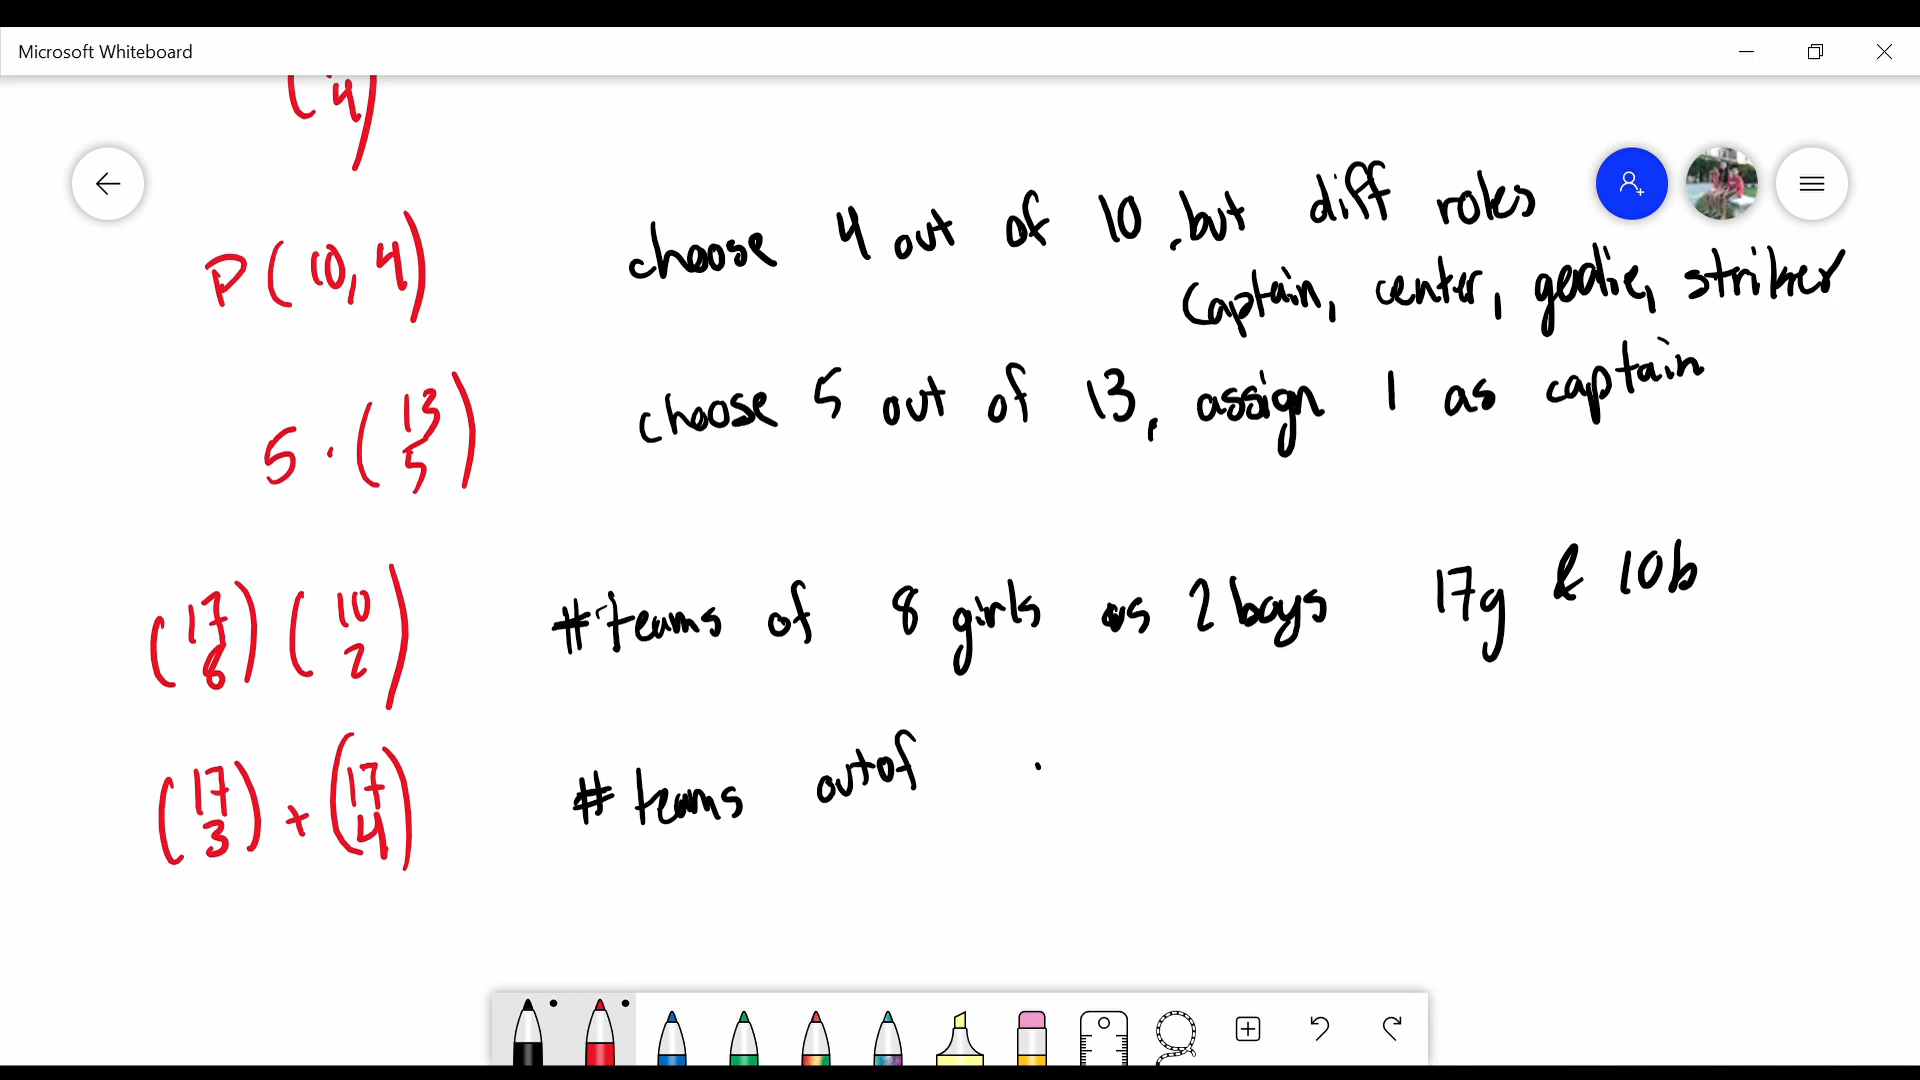 Microsoft Whiteboard
( 4 )
P(10,4) choose 4 out of 10, but diff roles
Captain, center, goalie, striker
5 · (13 5) choose 5 out of 13, assign 1 as captain
(17 8) (10 2) #teams of 8 girls vs 2 boys 17g & 10b
(17 3) + (17 4) # teams out of